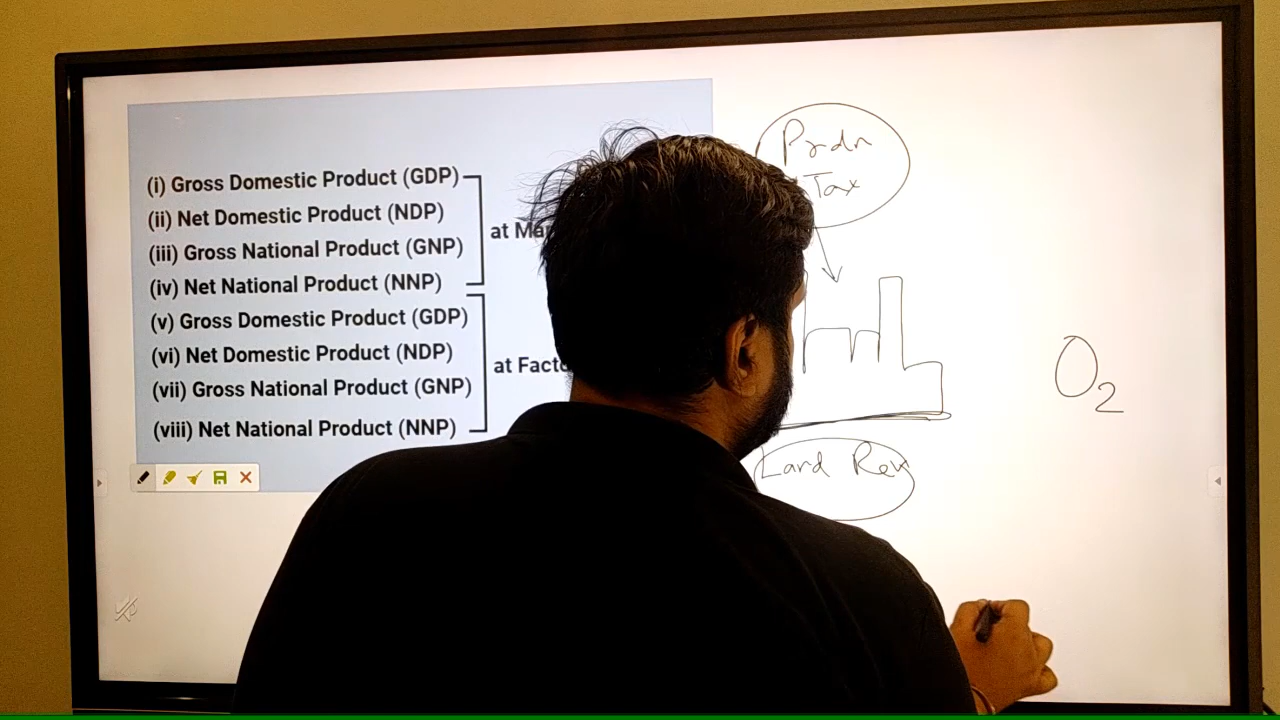 (i) Gross Domestic Product (GDP)
(ii) Net Domestic Product (NDP)
(iii) Gross National Product (GNP)
(iv) Net National Product (NNP)
at
(v) Gross Domestic Product (GDP)
(vi) Net Domestic Product (NDP)
(vii) Gross National Product (GNP)
(viii) Net National Product (NNP)
at
Prdn
Tax
Land Rev
O2